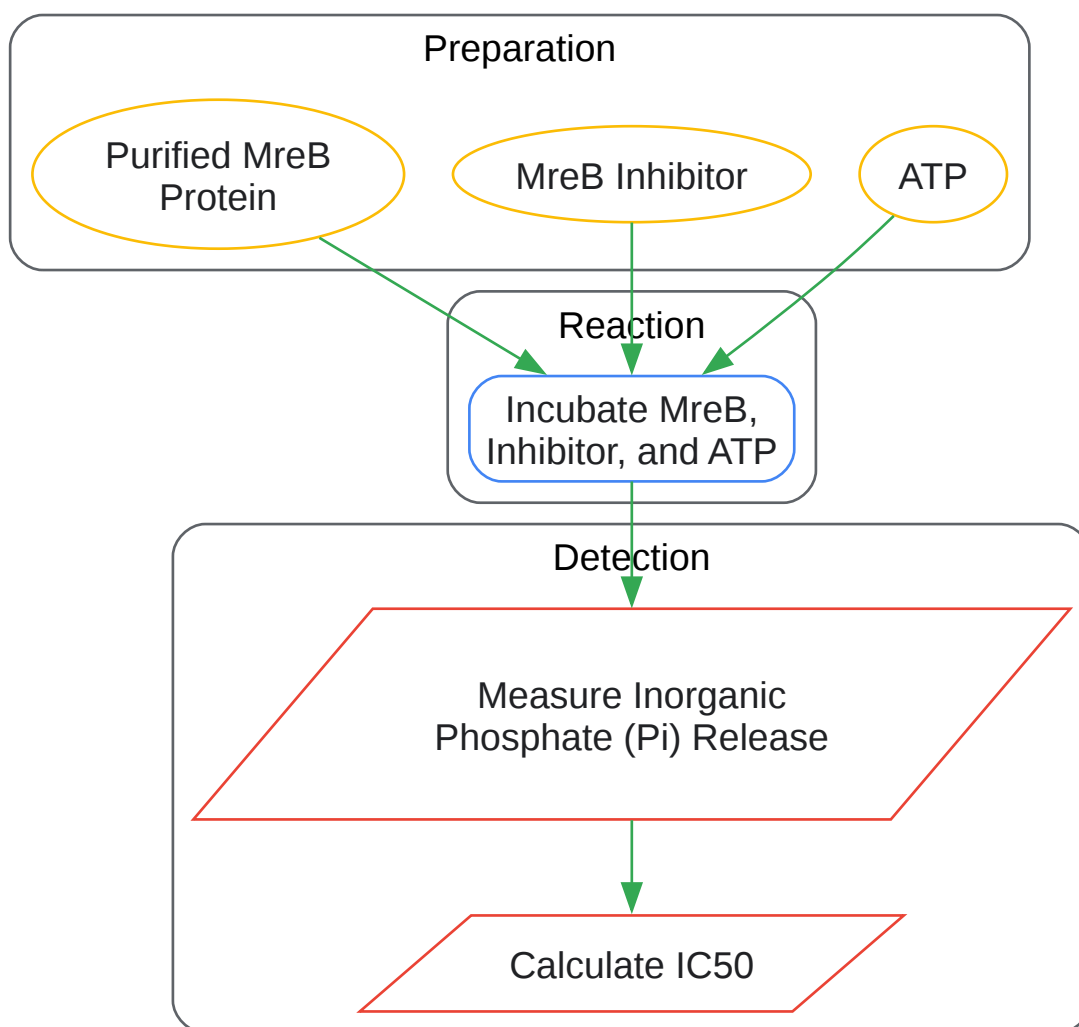 Preparation
Purified MreB
Protein
MreB Inhibitor
ATP
Reaction
Incubate MreB,
Inhibitor, and ATP
Detection
Measure Inorganic
Phosphate (Pi) Release
Calculate IC50